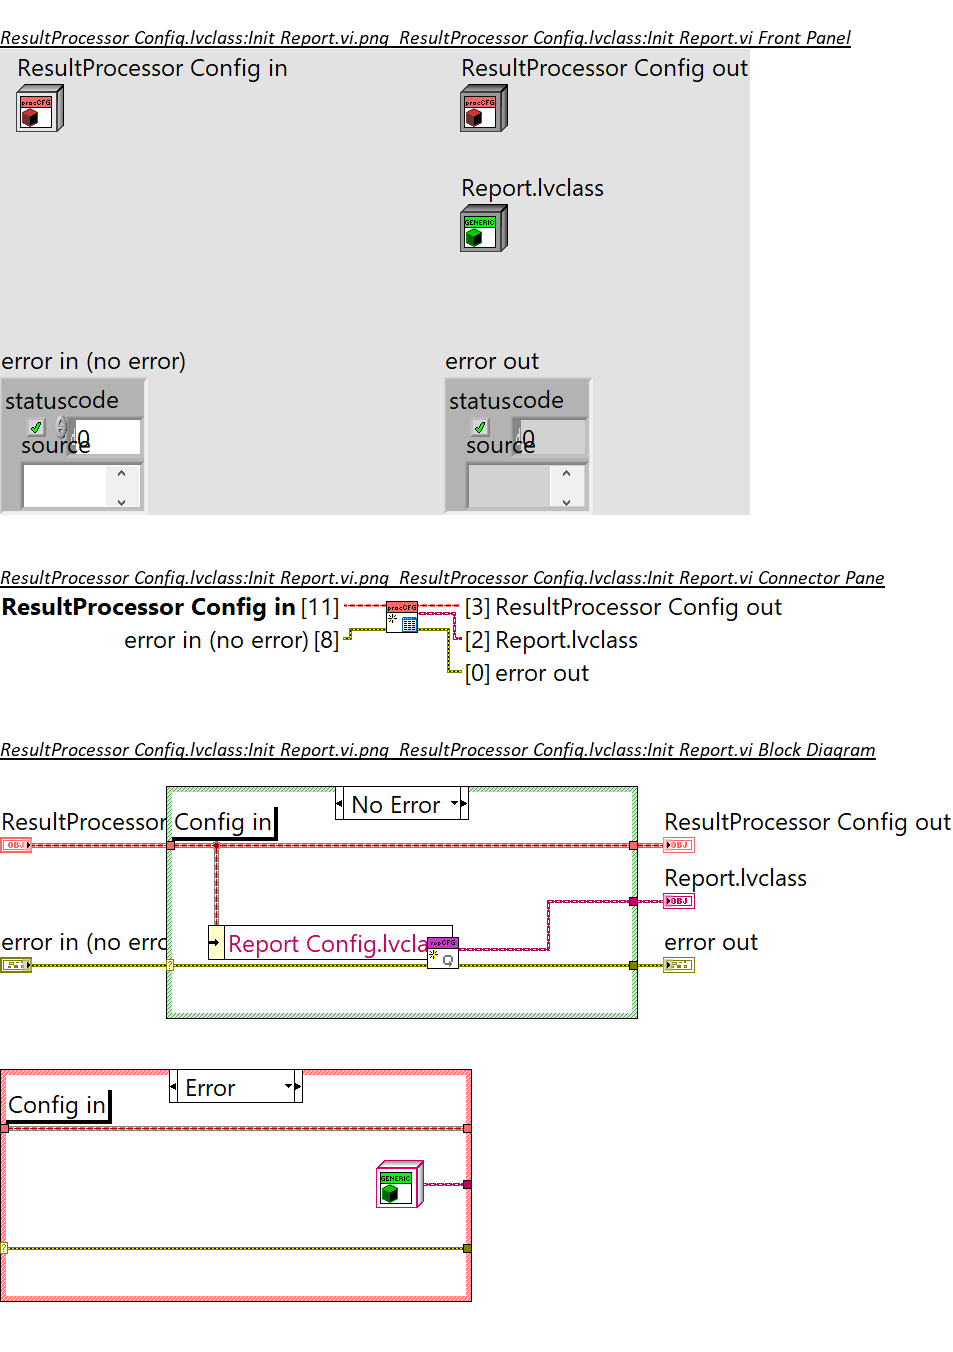 ResultProcessor Config.lvclass:Init Report.vi.png ResultProcessor Config.lvclass:Init Report.vi Front Panel
ResultProcessor Config in
ResultProcessor Config out
procCFG
procCFG
Report.lvclass
GENERIC
error in (no error)
error out
status code
status code
0
0
source
source
ResultProcessor Config.lvclass:Init Report.vi.png ResultProcessor Config.lvclass:Init Report.vi Connector Pane
ResultProcessor Config in [11]
procCFG
[3] ResultProcessor Config out
error in (no error) [8]
[2] Report.lvclass
[0] error out
ResultProcessor Config.lvclass:Init Report.vi.png ResultProcessor Config.lvclass:Init Report.vi Block Diagram
No Error
ResultProcessor
Config in
ResultProcessor Config out
OBJ
OBJ
Report.lvclass
OBJ
Report Config.lvcla
repCFG
error in (no erro
error out
?
Error
Config in
GENERIC
?